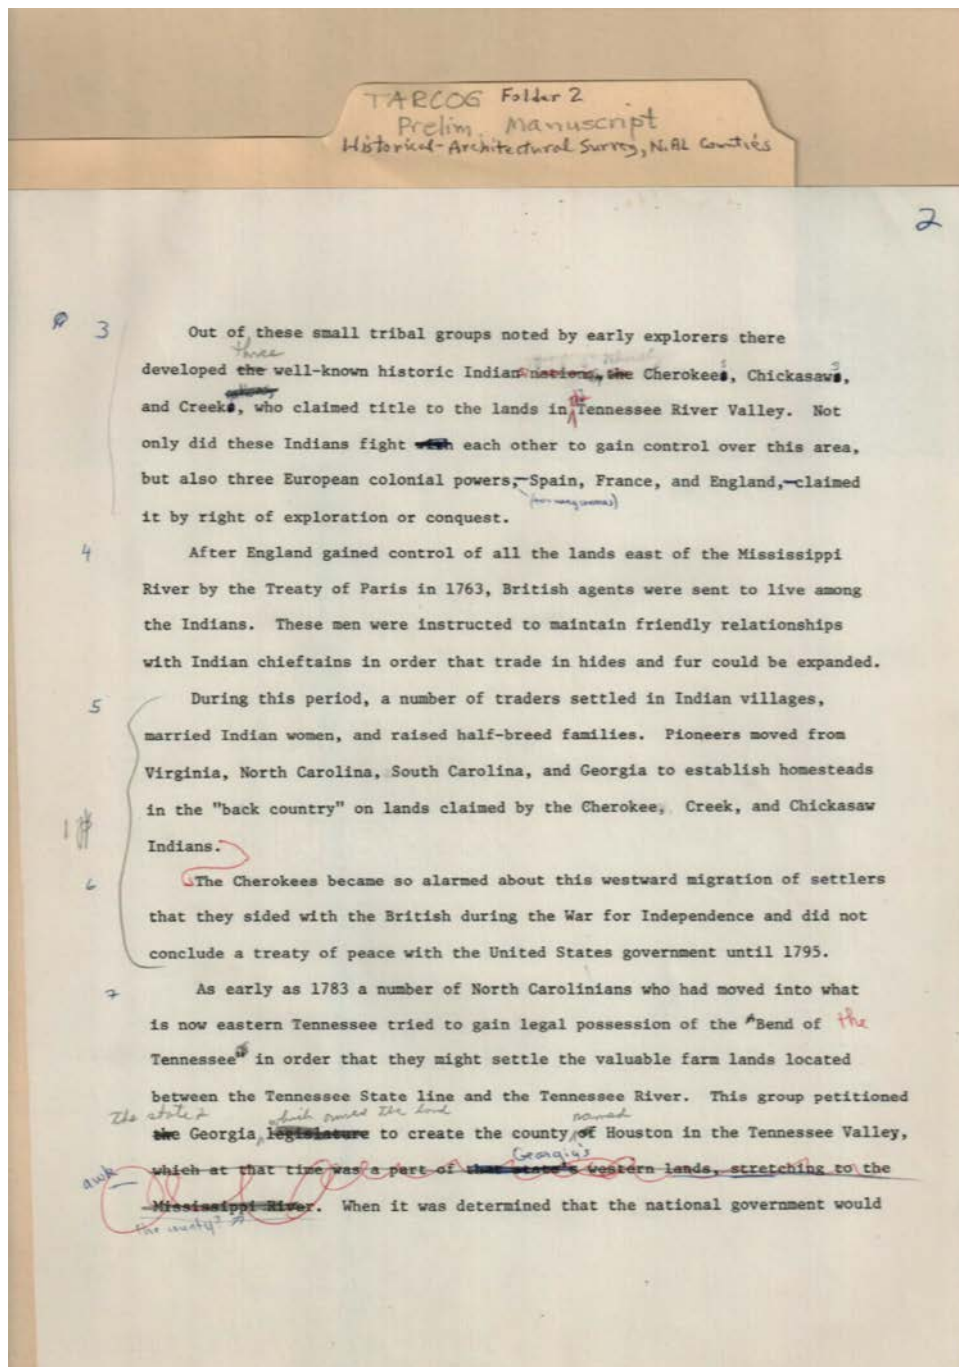 TARCOG Folder 2
Prelim. Manuscript
Historical-Architectural Survey, N. AL Counties
2
3 Out of these small tribal groups noted by early explorers there
three
developed the well-known historic Indian nations, the Cherokees, Chickasaws,
and Creeks, who claimed title to the lands in the Tennessee River Valley. Not
only did these Indians fight with each other to gain control over this area,
but also three European colonial powers, Spain, France, and England, claimed
(too many commas)
it by right of exploration or conquest.
4 After England gained control of all the lands east of the Mississippi
River by the Treaty of Paris in 1763, British agents were sent to live among
the Indians. These men were instructed to maintain friendly relationships
with Indian chieftains in order that trade in hides and fur could be expanded.
5 During this period, a number of traders settled in Indian villages,
married Indian women, and raised half-breed families. Pioneers moved from
Virginia, North Carolina, South Carolina, and Georgia to establish homesteads
in the "back country" on lands claimed by the Cherokee, Creek, and Chickasaw
1 ¶
Indians.
6 The Cherokees became so alarmed about this westward migration of settlers
that they sided with the British during the War for Independence and did not
conclude a treaty of peace with the United States government until 1795.
7 As early as 1783 a number of North Carolinians who had moved into what
is now eastern Tennessee tried to gain legal possession of the "Bend of the
Tennessee" in order that they might settle the valuable farm lands located
between the Tennessee State line and the Tennessee River. This group petitioned
The state which owned the land named
the Georgia legislature to create the county of Houston in the Tennessee Valley,
Georgia's
awk which at that time was a part of that state's western lands, stretching to the
Mississippi River. When it was determined that the national government would
the county?